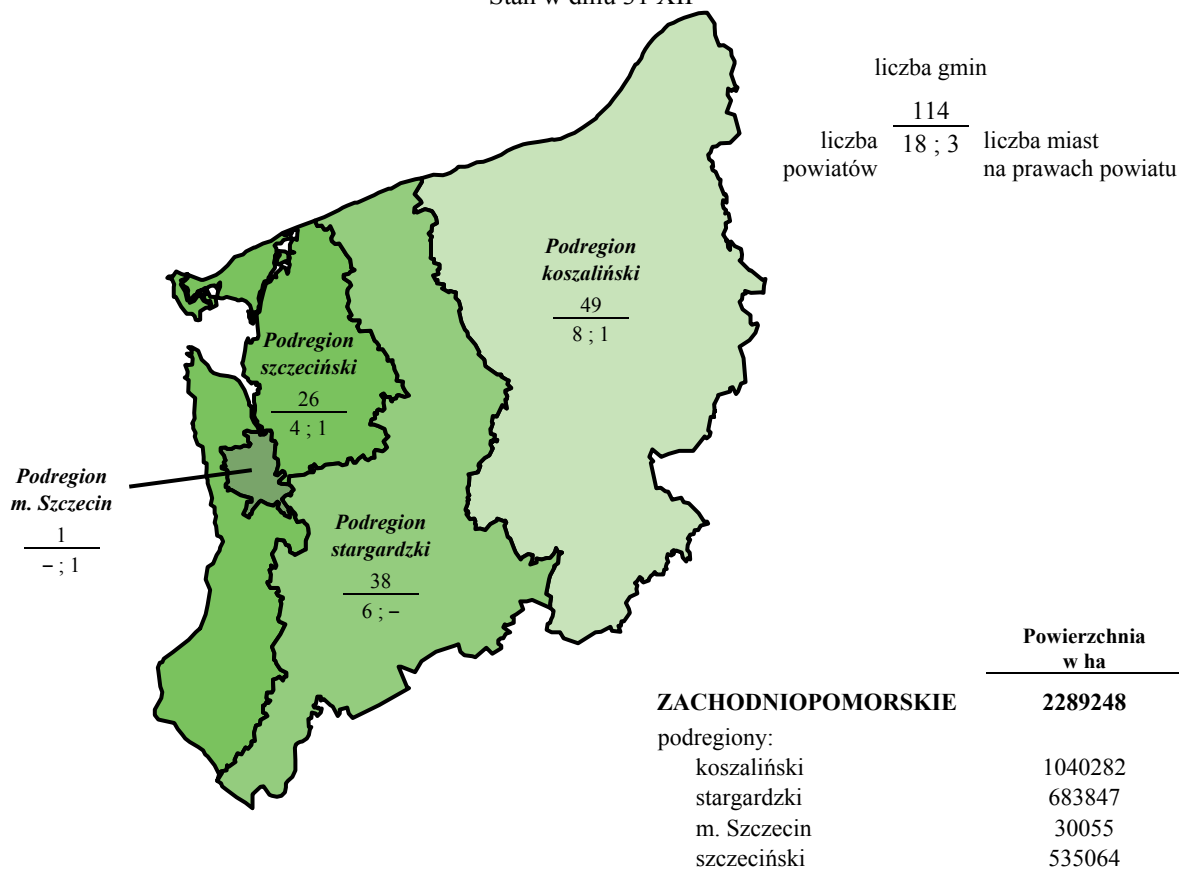 Stan w dniu 31 XII
liczba gmin
114
liczba powiatów
18 ; 3
liczba miast na prawach powiatu
Podregion
koszaliński
49
8 ; 1
Podregion
szczeciński
26
4 ; 1
Podregion
m. Szczecin
1
– ; 1
Podregion
stargardzki
38
6 ; –
Powierzchnia
w ha
ZACHODNIOPOMORSKIE 2289248
podregiony:
koszaliński 1040282
stargardzki 683847
m. Szczecin 30055
szczeciński 535064